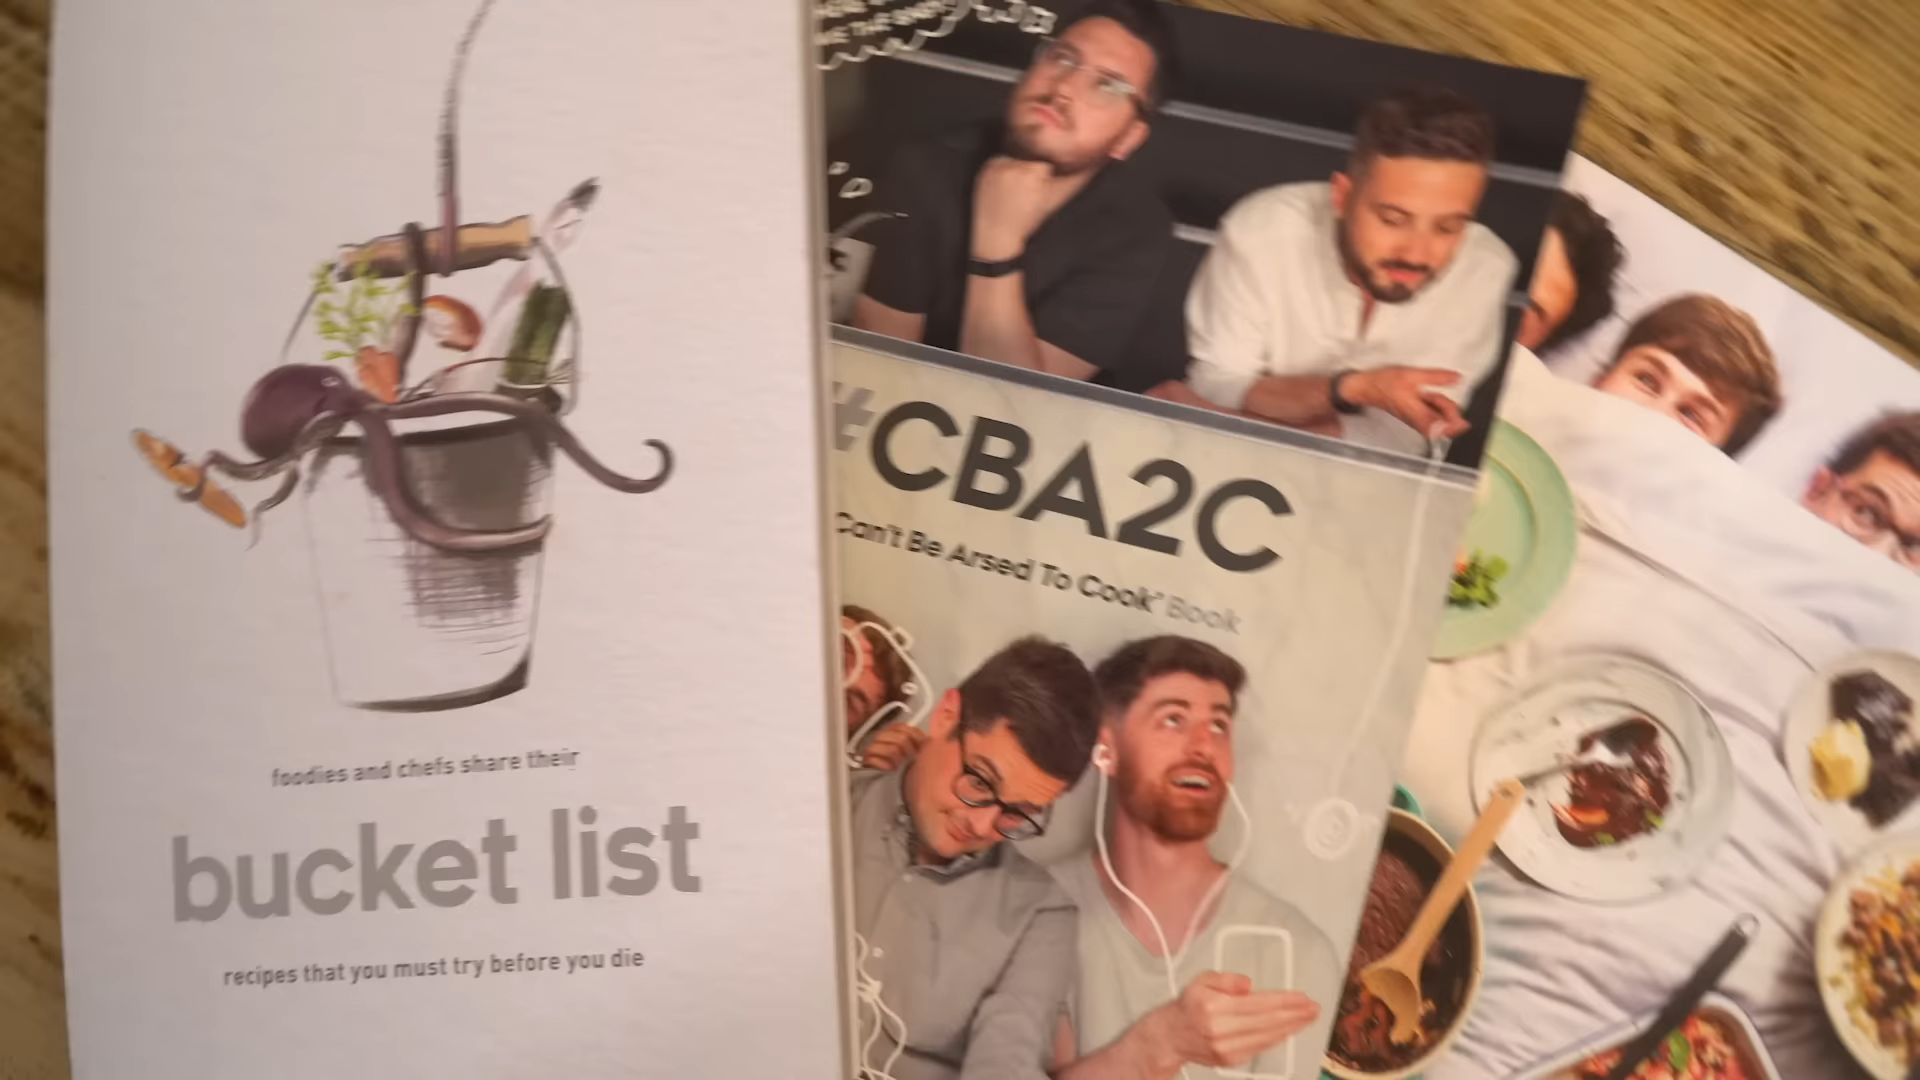 foodies and chefs share their
bucket list
recipes that you must try before you die
#CBA2C
Can't Be Arsed To Cook' Book